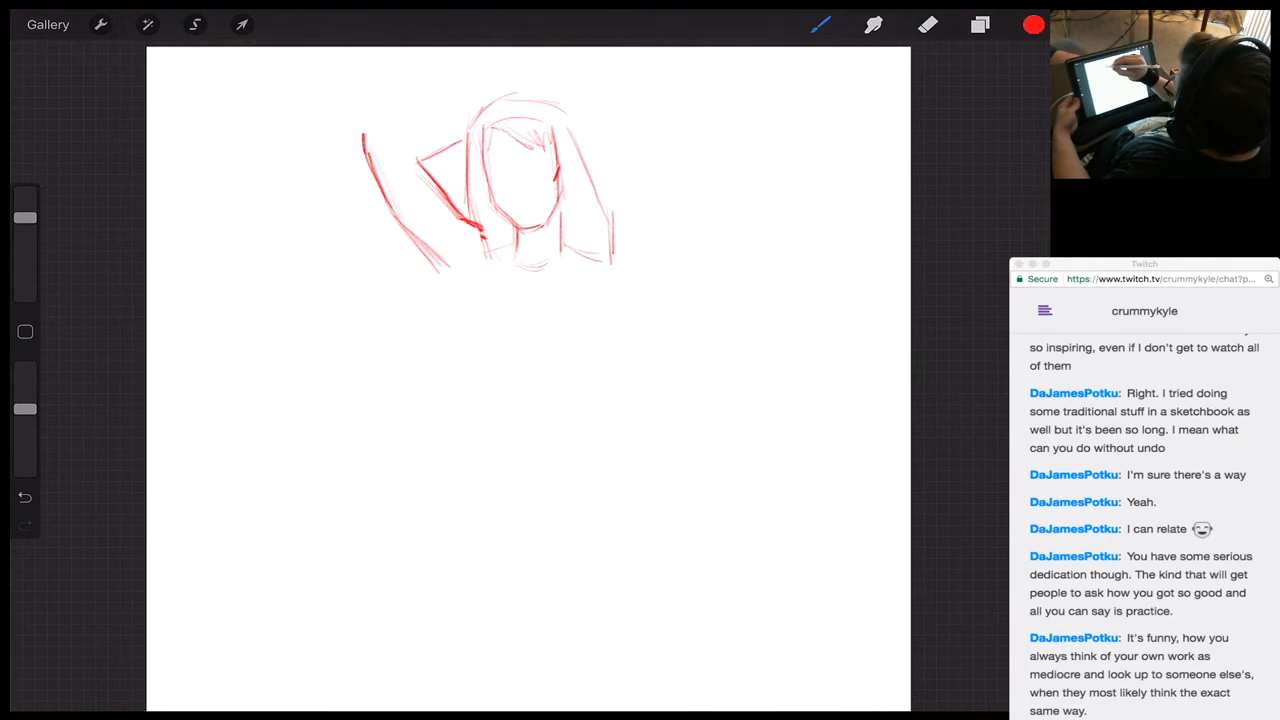 Gallery
Twitch
Secure https://www.twitch.tv/crummykyle/chat?p...
crummykyle
so inspiring, even if I don't get to watch all
of them
DaJamesPotku: Right. I tried doing
some traditional stuff in a sketchbook as
well but it's been so long. I mean what
can you do without undo
DaJamesPotku: I'm sure there's a way
DaJamesPotku: Yeah.
DaJamesPotku: I can relate
DaJamesPotku: You have some serious
dedication though. The kind that will get
people to ask how you got so good and
all you can say is practice.
DaJamesPotku: It's funny, how you
always think of your own work as
mediocre and look up to someone else's,
when they most likely think the exact
same way.